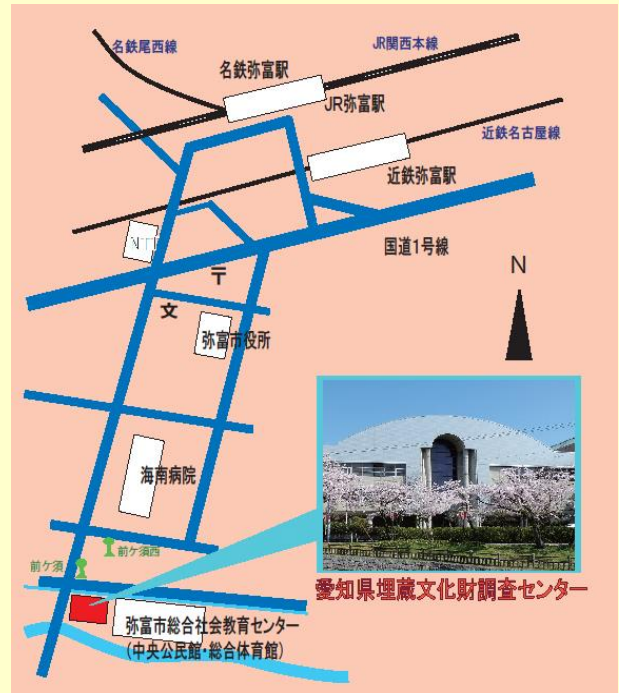 名鉄尾西線
JR関西本線
名鉄弥富駅
JR弥富駅
近鉄名古屋線
近鉄弥富駅
NTT
国道1号線
〒
N
文
弥富市役所
海南病院
前ケ須西
前ケ須
愛知県埋蔵文化財調査センター
弥富市総合社会教育センター
(中央公民館・総合体育館)